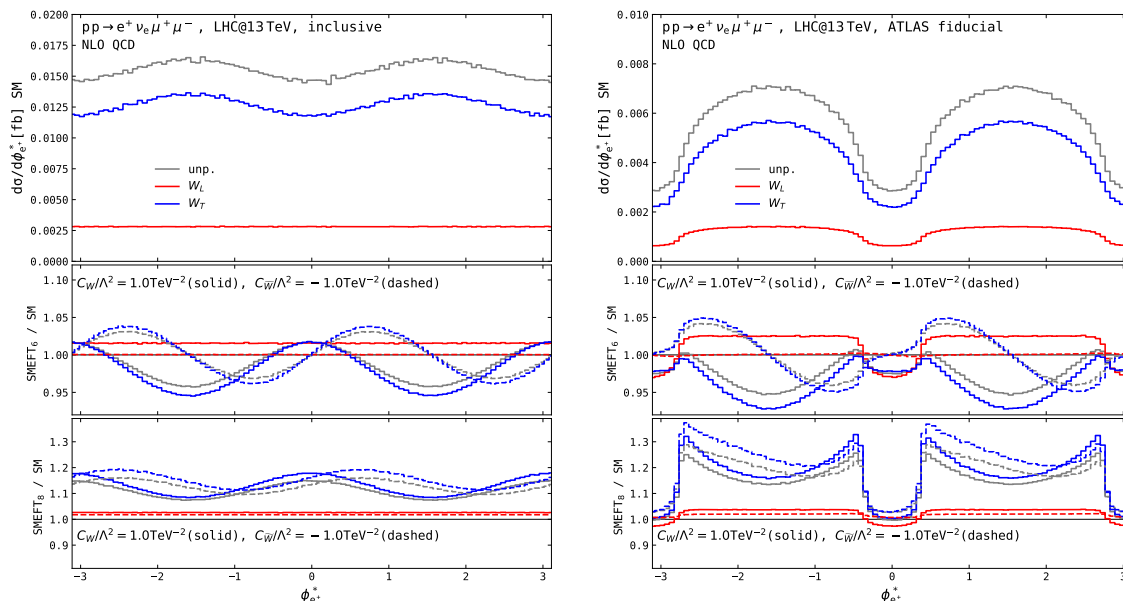 pp→e⁺νₑμ⁺μ⁻, LHC@13TeV, inclusive
NLO QCD
dσ/dϕ*ₑ₊[fb] SM
0.0200
0.0175
0.0150
0.0125
0.0100
0.0075
0.0050
0.0025
0.0000
unp.
W_L
W_T
C_W/Λ²=1.0TeV⁻²(solid), C_W̃/Λ²=−1.0TeV⁻²(dashed)
SMEFT₆ / SM
1.10
1.05
1.00
0.95
SMEFT₈ / SM
1.3
1.2
1.1
1.0
0.9
C_W/Λ²=1.0TeV⁻²(solid), C_W̃/Λ²=−1.0TeV⁻²(dashed)
−3 −2 −1 0 1 2 3
ϕ*ₑ₊
pp→e⁺νₑμ⁺μ⁻, LHC@13TeV, ATLAS fiducial
NLO QCD
dσ/dϕ*ₑ₊[fb] SM
0.010
0.008
0.006
0.004
0.002
0.000
unp.
W_L
W_T
C_W/Λ²=1.0TeV⁻²(solid), C_W̃/Λ²=−1.0TeV⁻²(dashed)
SMEFT₆ / SM
1.10
1.05
1.00
0.95
SMEFT₈ / SM
1.3
1.2
1.1
1.0
0.9
C_W/Λ²=1.0TeV⁻²(solid), C_W̃/Λ²=−1.0TeV⁻²(dashed)
−3 −2 −1 0 1 2 3
ϕ*ₑ₊